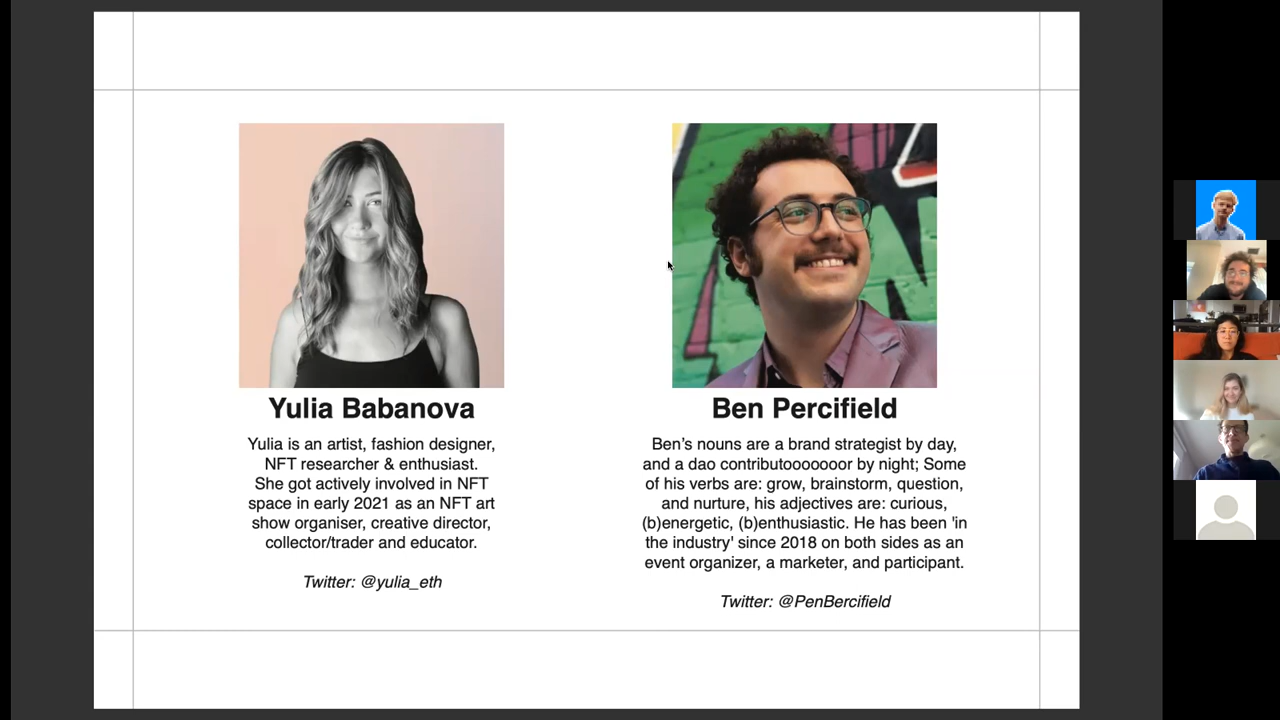 Yulia Babanova
Yulia is an artist, fashion designer,
NFT researcher & enthusiast.
She got actively involved in NFT
space in early 2021 as an NFT art
show organiser, creative director,
collector/trader and educator.
Twitter: @yulia_eth
Ben Percifield
Ben’s nouns are a brand strategist by day,
and a dao contributooooooor by night; Some
of his verbs are: grow, brainstorm, question,
and nurture, his adjectives are: curious,
(b)energetic, (b)enthusiastic. He has been 'in
the industry' since 2018 on both sides as an
event organizer, a marketer, and participant.
Twitter: @PenBercifield